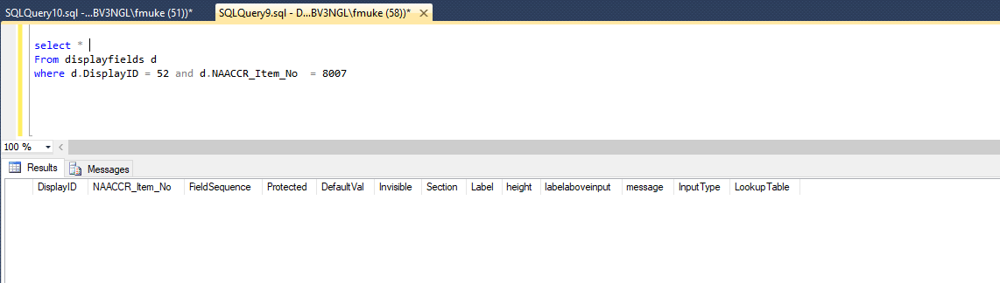 SQLQuery10.sql -...BV3NGL\fmuke (51))* SQLQuery9.sql - D...BV3NGL\fmuke (58))*
select *
From displayfields d
where d.DisplayID = 52 and d.NAACCR_Item_No = 8007
100 %
Results Messages
DisplayID NAACCR_Item_No FieldSequence Protected DefaultVal Invisible Section Label height labelaboveinput message InputType LookupTable